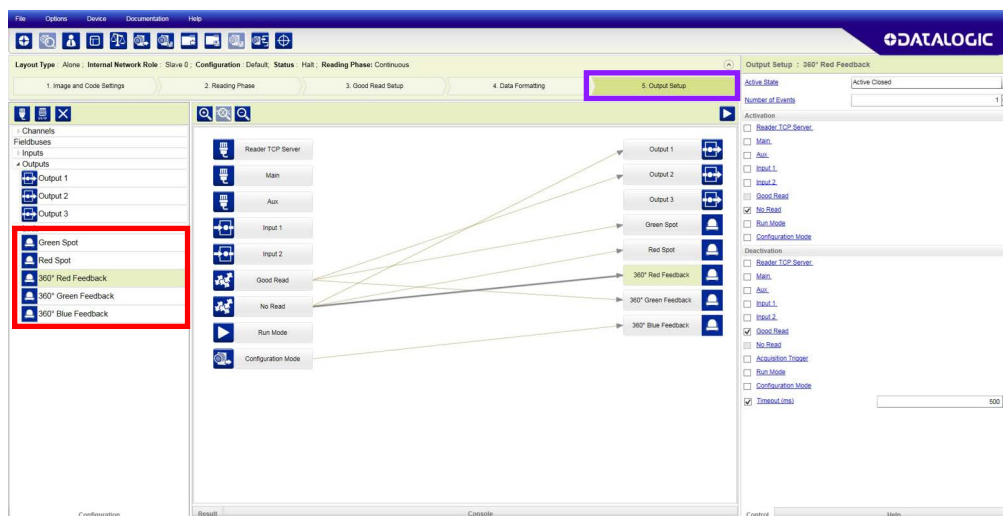 File Options Device Documentation Help
DATALOGIC
Layout Type : Alone ; Internal Network Role : Slave 0 ; Configuration : Default; Status : Halt ; Reading Phase: Continuous
1. Image and Code Settings
2. Reading Phase
3. Good Read Setup
4. Data Formatting
5. Output Setup
Channels
Fieldbuses
Inputs
Outputs
Output 1
Output 2
Output 3
Green Spot
Red Spot
360° Red Feedback
360° Green Feedback
360° Blue Feedback
Configuration
Reader TCP Server
Main
Aux
Input 1
Input 2
Good Read
No Read
Run Mode
Configuration Mode
Output 1
Output 2
Output 3
Green Spot
Red Spot
360° Red Feedback
360° Green Feedback
360° Blue Feedback
Result
Console
Output Setup : 360° Red Feedback
Active State Active Closed
Number of Events 1
Activation
Reader TCP Server
Main
Aux
Input 1
Input 2
Good Read
No Read
Run Mode
Configuration Mode
Deactivation
Reader TCP Server
Main
Aux
Input 1
Input 2
Good Read
No Read
Acquisition Trigger
Run Mode
Configuration Mode
Timeout (ms) 500
Control
Help